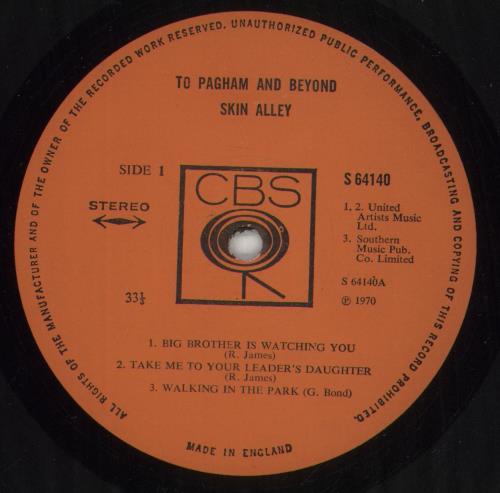 ALL RIGHTS OF THE MANUFACTURER AND OF THE OWNER OF THE RECORDED WORK RESERVED. UNAUTHORIZED PUBLIC PERFORMANCE, BROADCASTING AND COPYING OF THIS RECORD PROHIBITED.
TO PAGHAM AND BEYOND
SKIN ALLEY
SIDE 1
STEREO
33⅓
CBS
S 64140
1, 2. United
Artists Music
Ltd.
3. Southern
Music Pub.
Co. Limited
S 64140A
℗ 1970
1. BIG BROTHER IS WATCHING YOU
(R. James)
2. TAKE ME TO YOUR LEADER'S DAUGHTER
(R. James)
3. WALKING IN THE PARK (G. Bond)
MADE IN ENGLAND